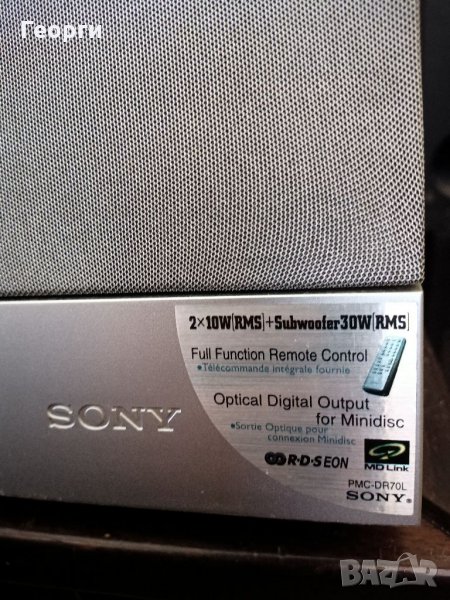 Георги
2×10W[RMS]+Subwoofer30W[RMS]
Full Function Remote Control
•Télécommande intégrale fournie
Optical Digital Output
for Minidisc
•Sortie Optique pour
connexion Minidisc
R·D·S EON
MD Link
PMC-DR70L
SONY®
SONY
BAZAR